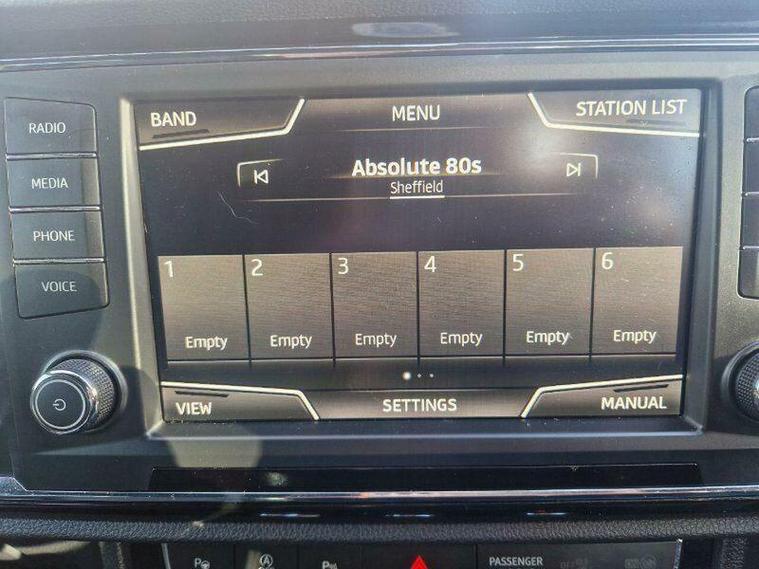 RADIO
MEDIA
PHONE
VOICE
BAND
MENU
STATION LIST
Absolute 80s
Sheffield
1 2 3 4 5 6
Empty Empty Empty Empty Empty Empty
VIEW
SETTINGS
MANUAL
P A P PASSENGER